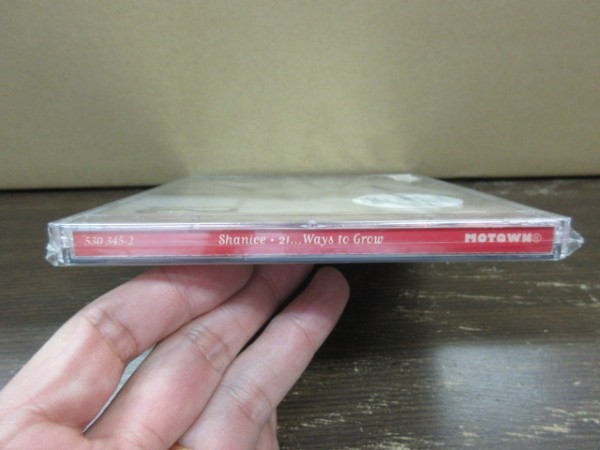 530 345-2 Shanice • 21...Ways to Grow MOTOWN®